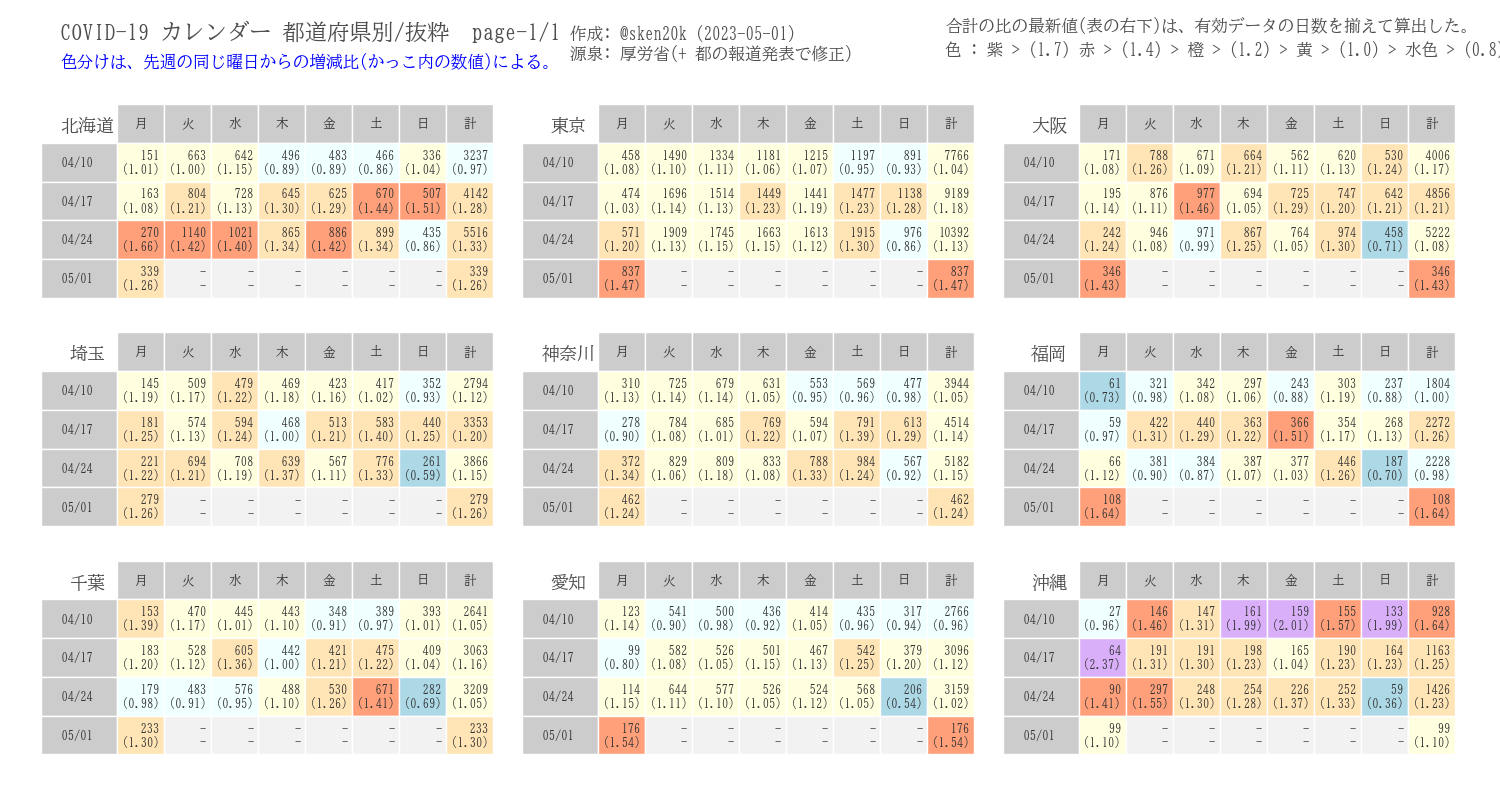 COVID-19 カレンダー 都道府県別/抜粋 page-1/1
色分けは、先週の同じ曜日からの増減比(かっこ内の数値)による。
作成: @sken20k (2023-05-01)
源泉: 厚労省(+ 都の報道発表で修正)
合計の比の最新値(表の右下)は、有効データの日数を揃えて算出した。
色 : 紫 > (1.7) 赤 > (1.4) > 橙 > (1.2) > 黄 > (1.0) > 水色 > (0.8)
北海道 月 火 水 木 金 土 日 計
04/10 151 663 642 496 483 466 336 3237
(1.01) (1.00) (1.15) (0.89) (0.89) (0.86) (1.04) (0.97)
04/17 163 804 728 645 625 670 507 4142
(1.08) (1.21) (1.13) (1.30) (1.29) (1.44) (1.51) (1.28)
04/24 270 1140 1021 865 886 899 435 5516
(1.66) (1.42) (1.40) (1.34) (1.42) (1.34) (0.86) (1.33)
05/01 339 - - - - - - 339
(1.26) - - - - - - (1.26)
東京 月 火 水 木 金 土 日 計
04/10 458 1490 1334 1181 1215 1197 891 7766
(1.08) (1.10) (1.11) (1.06) (1.07) (0.95) (0.93) (1.04)
04/17 474 1696 1514 1449 1441 1477 1138 9189
(1.03) (1.14) (1.13) (1.23) (1.19) (1.23) (1.28) (1.18)
04/24 571 1909 1745 1663 1613 1915 976 10392
(1.20) (1.13) (1.15) (1.15) (1.12) (1.30) (0.86) (1.13)
05/01 837 - - - - - - 837
(1.47) - - - - - - (1.47)
大阪 月 火 水 木 金 土 日 計
04/10 171 788 671 664 562 620 530 4006
(1.08) (1.26) (1.09) (1.21) (1.11) (1.13) (1.24) (1.17)
04/17 195 876 977 694 725 747 642 4856
(1.14) (1.11) (1.46) (1.05) (1.29) (1.20) (1.21) (1.21)
04/24 242 946 971 867 764 974 458 5222
(1.24) (1.08) (0.99) (1.25) (1.05) (1.30) (0.71) (1.08)
05/01 346 - - - - - - 346
(1.43) - - - - - - (1.43)
埼玉 月 火 水 木 金 土 日 計
04/10 145 509 479 469 423 417 352 2794
(1.19) (1.17) (1.22) (1.18) (1.16) (1.02) (0.93) (1.12)
04/17 181 574 594 468 513 583 440 3353
(1.25) (1.13) (1.24) (1.00) (1.21) (1.40) (1.25) (1.20)
04/24 221 694 708 639 567 776 261 3866
(1.22) (1.21) (1.19) (1.37) (1.11) (1.33) (0.59) (1.15)
05/01 279 - - - - - - 279
(1.26) - - - - - - (1.26)
神奈川 月 火 水 木 金 土 日 計
04/10 310 725 679 631 553 569 477 3944
(1.13) (1.14) (1.14) (1.05) (0.95) (0.96) (0.98) (1.05)
04/17 278 784 685 769 594 791 613 4514
(0.90) (1.08) (1.01) (1.22) (1.07) (1.39) (1.29) (1.14)
04/24 372 829 809 833 788 984 567 5182
(1.34) (1.06) (1.18) (1.08) (1.33) (1.24) (0.92) (1.15)
05/01 462 - - - - - - 462
(1.24) - - - - - - (1.24)
福岡 月 火 水 木 金 土 日 計
04/10 61 321 342 297 243 303 237 1804
(0.73) (0.98) (1.08) (1.06) (0.88) (1.19) (0.88) (1.00)
04/17 59 422 440 363 366 354 268 2272
(0.97) (1.31) (1.29) (1.22) (1.51) (1.17) (1.13) (1.26)
04/24 66 381 384 387 377 446 187 2228
(1.12) (0.90) (0.87) (1.07) (1.03) (1.26) (0.70) (0.98)
05/01 108 - - - - - - 108
(1.64) - - - - - - (1.64)
千葉 月 火 水 木 金 土 日 計
04/10 153 470 445 443 348 389 393 2641
(1.39) (1.17) (1.01) (1.10) (0.91) (0.97) (1.01) (1.05)
04/17 183 528 605 442 421 475 409 3063
(1.20) (1.12) (1.36) (1.00) (1.21) (1.22) (1.04) (1.16)
04/24 179 483 576 488 530 671 282 3209
(0.98) (0.91) (0.95) (1.10) (1.26) (1.41) (0.69) (1.05)
05/01 233 - - - - - - 233
(1.30) - - - - - - (1.30)
愛知 月 火 水 木 金 土 日 計
04/10 123 541 500 436 414 435 317 2766
(1.14) (0.90) (0.98) (0.92) (1.05) (0.96) (0.94) (0.96)
04/17 99 582 526 501 467 542 379 3096
(0.80) (1.08) (1.05) (1.15) (1.13) (1.25) (1.20) (1.12)
04/24 114 644 577 526 524 568 206 3159
(1.15) (1.11) (1.10) (1.05) (1.12) (1.05) (0.54) (1.02)
05/01 176 - - - - - - 176
(1.54) - - - - - - (1.54)
沖縄 月 火 水 木 金 土 日 計
04/10 27 146 147 161 159 155 133 928
(0.96) (1.46) (1.31) (1.99) (2.01) (1.57) (1.99) (1.64)
04/17 64 191 191 198 165 190 164 1163
(2.37) (1.31) (1.30) (1.23) (1.04) (1.23) (1.23) (1.25)
04/24 90 297 248 254 226 252 59 1426
(1.41) (1.55) (1.30) (1.28) (1.37) (1.33) (0.36) (1.23)
05/01 99 - - - - - - 99
(1.10) - - - - - - (1.10)